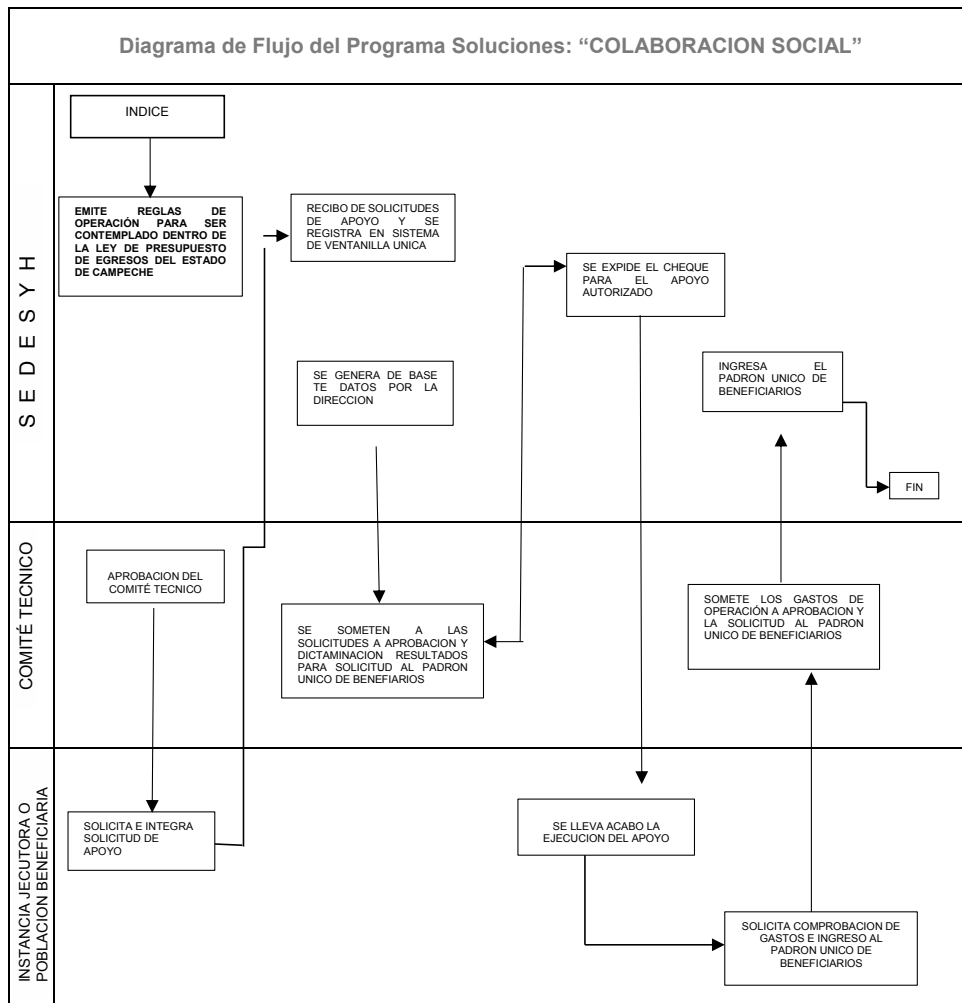 Diagrama de Flujo del Programa Soluciones: “COLABORACION SOCIAL”
S E D E S Y H
INDICE
EMITE REGLAS DE
OPERACIÓN PARA SER
CONTEMPLADO DENTRO DE
LA LEY DE PRESUPUESTO
DE EGRESOS DEL ESTADO
DE CAMPECHE
RECIBO DE SOLICITUDES
DE APOYO Y SE
REGISTRA EN SISTEMA
DE VENTANILLA UNICA
SE EXPIDE EL CHEQUE
PARA EL APOYO
AUTORIZADO
SE GENERA DE BASE
TE DATOS POR LA
DIRECCION
INGRESA EL
PADRON UNICO DE
BENEFICIARIOS
FIN
COMITÉ TECNICO
APROBACION DEL
COMITÉ TECNICO
SE SOMETEN A LAS
SOLICITUDES A APROBACION Y
DICTAMINACION RESULTADOS
PARA SOLICITUD AL PADRON
UNICO DE BENEFIARIOS
SOMETE LOS GASTOS DE
OPERACIÓN A APROBACION Y
LA SOLICITUD AL PADRON
UNICO DE BENEFICIARIOS
INSTANCIA JECUTORA O
POBLACION BENEFICIARIA
SOLICITA E INTEGRA
SOLICITUD DE
APOYO
SE LLEVA ACABO LA
EJECUCION DEL APOYO
SOLICITA COMPROBACION DE
GASTOS E INGRESO AL
PADRON UNICO DE
BENEFICIARIOS